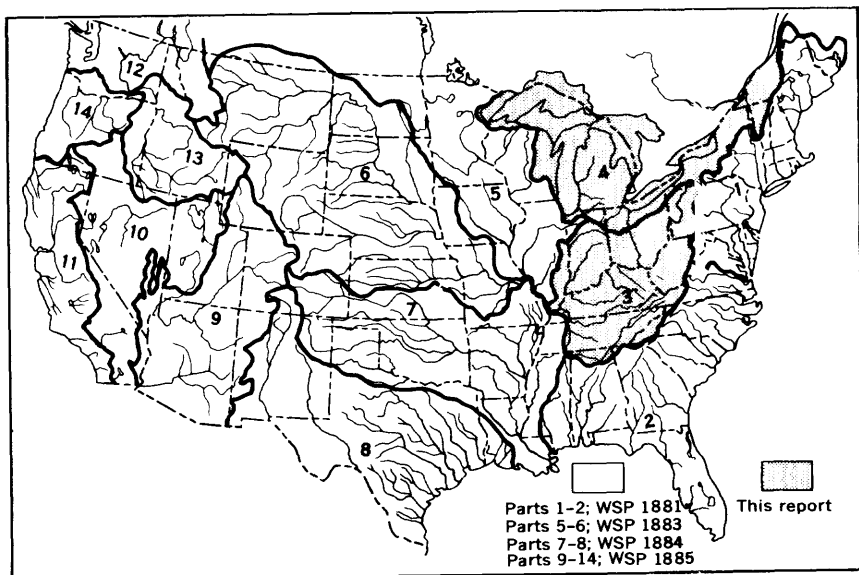 12
14
13
6
5
4
1
10
11
9
7
3
8
2
Parts 1-2; WSP 1881
Parts 5-6; WSP 1883
Parts 7-8; WSP 1884
Parts 9-14; WSP 1885
This report